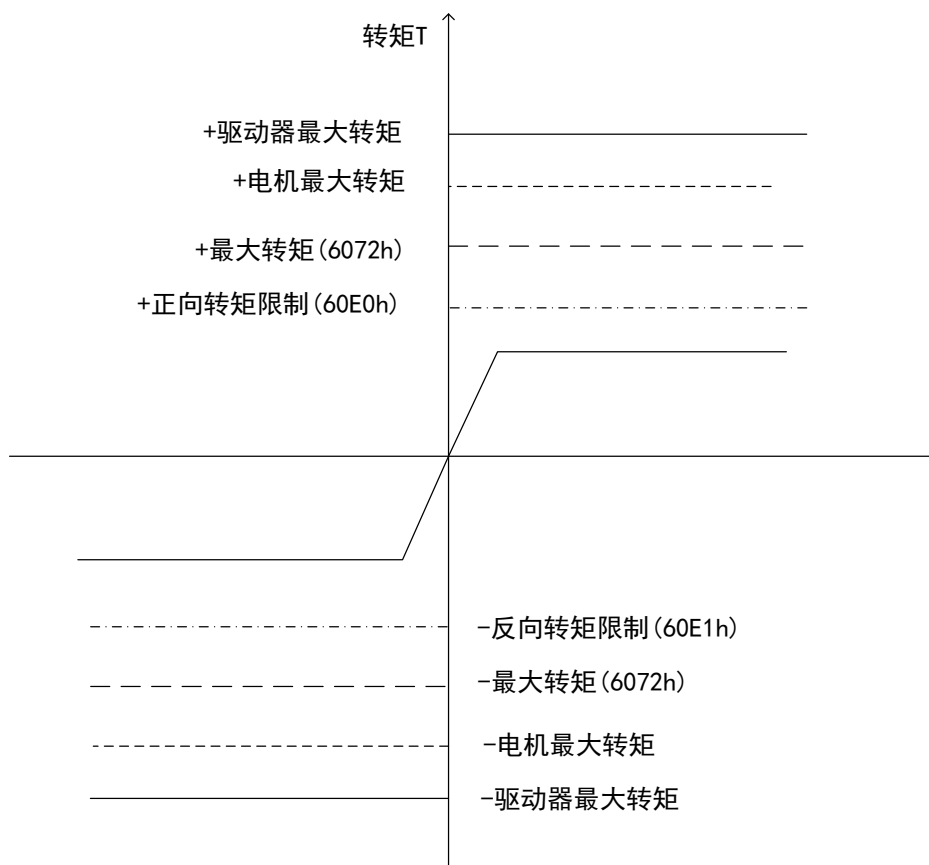 转矩T
+驱动器最大转矩
+电机最大转矩
+最大转矩(6072h)
+正向转矩限制(60E0h)
-反向转矩限制(60E1h)
-最大转矩(6072h)
-电机最大转矩
-驱动器最大转矩